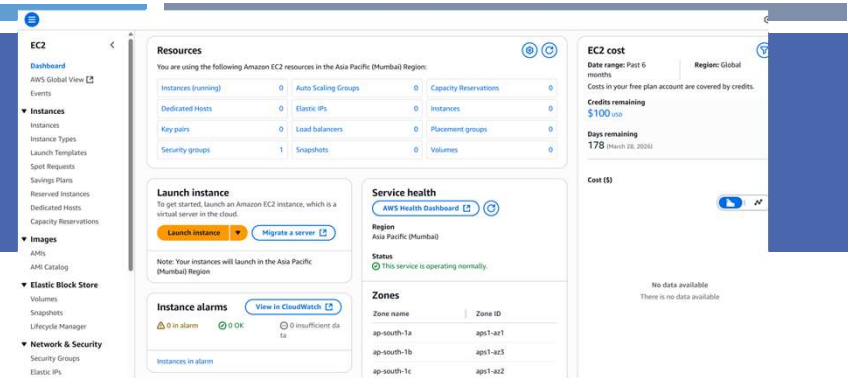 EC2
Dashboard
AWS Global View
Events
Instances
Instances
Instance Types
Launch Templates
Spot Requests
Savings Plans
Reserved Instances
Dedicated Hosts
Capacity Reservations
Images
AMIs
AMI Catalog
Elastic Block Store
Volumes
Snapshots
Lifecycle Manager
Network & Security
Security Groups
Elastic IPs
Resources
You are using the following Amazon EC2 resources in the Asia Pacific (Mumbai) Region:
Instances (running) 0 Auto Scaling Groups 0 Capacity Reservations 0
Dedicated Hosts 0 Elastic IPs 0 Instances 0
Key pairs 0 Load balancers 0 Placement groups 0
Security groups 1 Snapshots 0 Volumes 0
Launch instance
To get started, launch an Amazon EC2 instance, which is a
virtual server in the cloud.
Launch instance Migrate a server
Note: Your instances will launch in the Asia Pacific
(Mumbai) Region
Instance alarms View in CloudWatch
0 in alarm 0 OK 0 insufficient da
ta
Instances in alarm
Service health
AWS Health Dashboard
Region
Asia Pacific (Mumbai)
Status
This service is operating normally.
Zones
Zone name Zone ID
ap-south-1a aps1-az1
ap-south-1b aps1-az3
ap-south-1c aps1-az2
EC2 cost
Date range: Past 6 Region: Global
months
Costs in your free plan account are covered by credits.
Credits remaining
$100 USD
Days remaining
178 (March 28, 2026)
Cost ($)
No data available
There is no data available